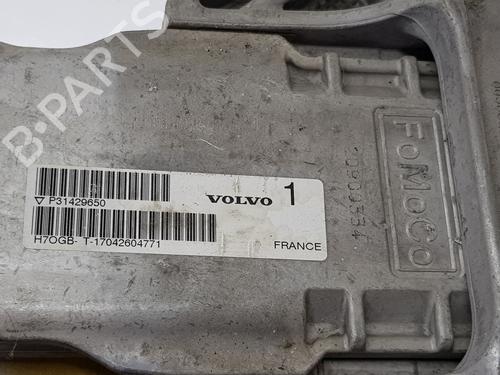 B-PARTS
P31429650
VOLVO 1
H7OGB- T-17042604771
FRANCE
FoMoCo